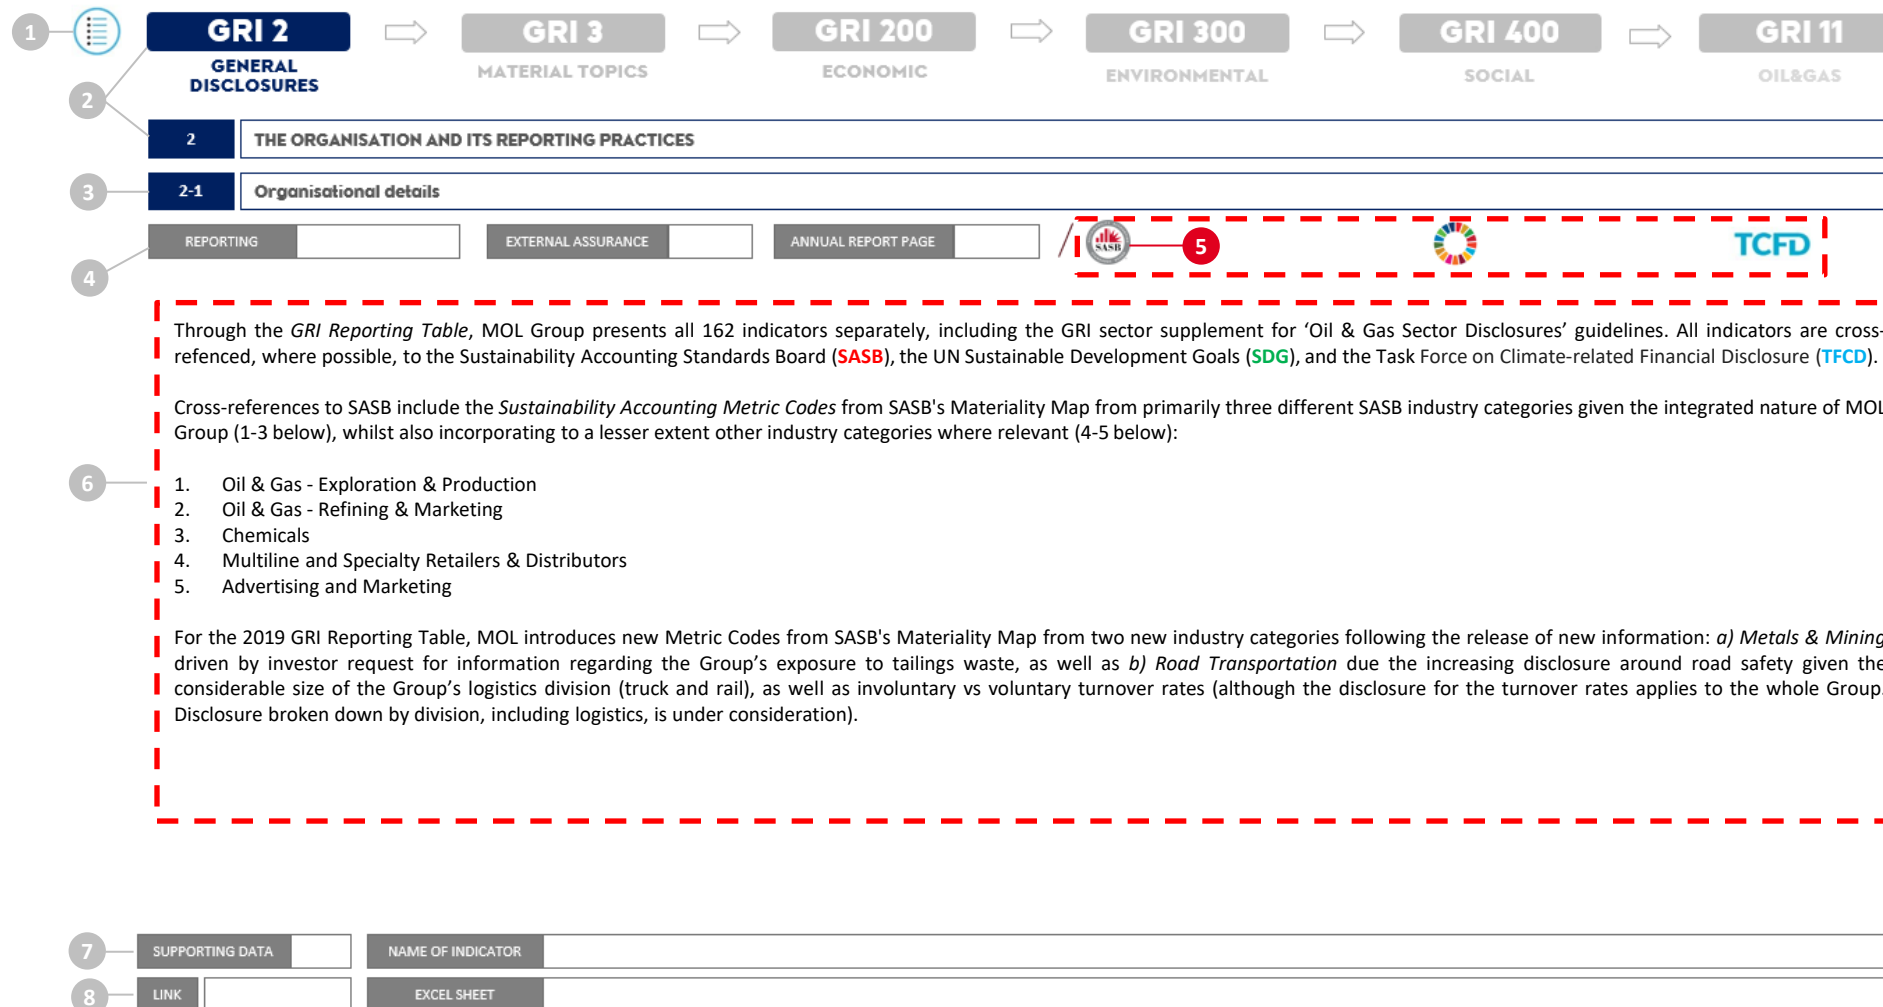 1
GRI 2
GRI 3
GRI 200
GRI 300
GRI 400
GRI 11
GENERAL
DISCLOSURES
MATERIAL TOPICS
ECONOMIC
ENVIRONMENTAL
SOCIAL
OIL&GAS
2
2
THE ORGANISATION AND ITS REPORTING PRACTICES
3
2-1
Organisational details
REPORTING
EXTERNAL ASSURANCE
ANNUAL REPORT PAGE
/
SASB
5
TCFD
4
Through the GRI Reporting Table, MOL Group presents all 162 indicators separately, including the GRI sector supplement for ‘Oil & Gas Sector Disclosures’ guidelines. All indicators are cross-
refenced, where possible, to the Sustainability Accounting Standards Board (SASB), the UN Sustainable Development Goals (SDG), and the Task Force on Climate-related Financial Disclosure (TFCD).
Cross-references to SASB include the Sustainability Accounting Metric Codes from SASB's Materiality Map from primarily three different SASB industry categories given the integrated nature of MOL
Group (1-3 below), whilst also incorporating to a lesser extent other industry categories where relevant (4-5 below):
6
1. Oil & Gas - Exploration & Production
2. Oil & Gas - Refining & Marketing
3. Chemicals
4. Multiline and Specialty Retailers & Distributors
5. Advertising and Marketing
For the 2019 GRI Reporting Table, MOL introduces new Metric Codes from SASB's Materiality Map from two new industry categories following the release of new information: a) Metals & Mining
driven by investor request for information regarding the Group’s exposure to tailings waste, as well as b) Road Transportation due the increasing disclosure around road safety given the
considerable size of the Group’s logistics division (truck and rail), as well as involuntary vs voluntary turnover rates (although the disclosure for the turnover rates applies to the whole Group.
Disclosure broken down by division, including logistics, is under consideration).
7
SUPPORTING DATA
NAME OF INDICATOR
8
LINK
EXCEL SHEET